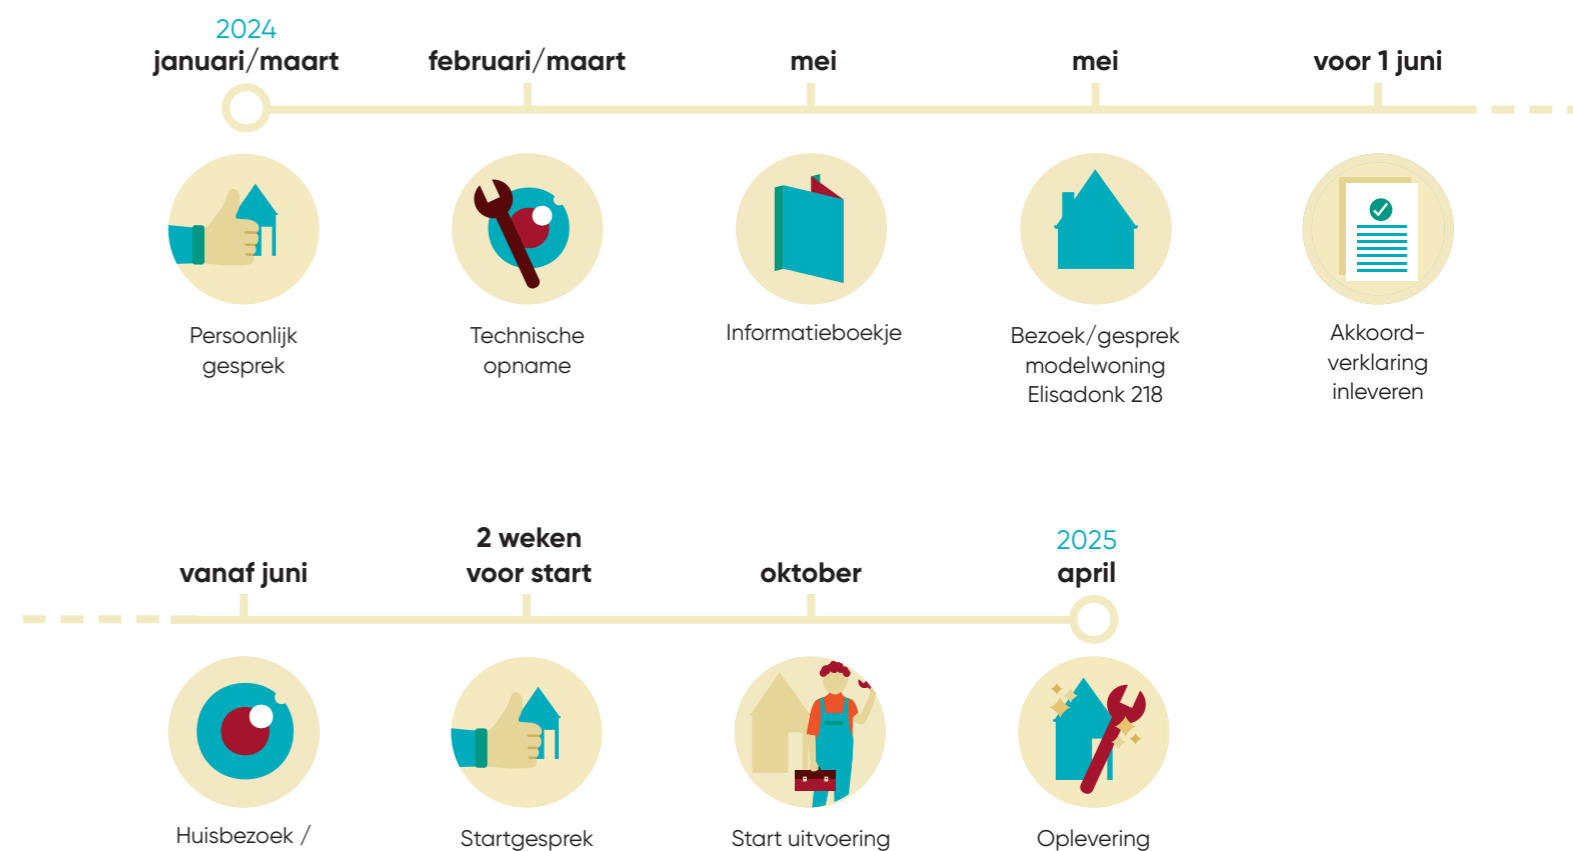 2024
januari/maart
februari/maart
mei
mei
voor 1 juni
Persoonlijk
gesprek
Technische
opname
Informatieboekje
Bezoek/gesprek
modelwoning
Elisadonk 218
Akkoord-
verklaring
inleveren
vanaf juni
2 weken
voor start
oktober
2025
april
Huisbezoek /
Startgesprek
Start uitvoering
Oplevering